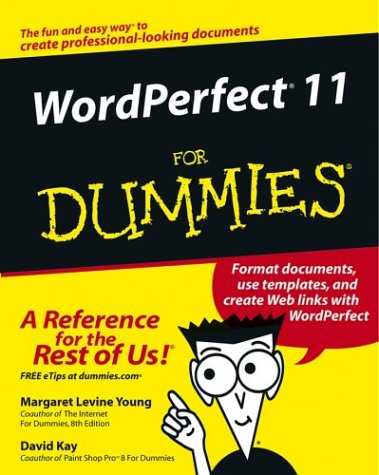 The fun and easy way® to
create professional-looking documents
WordPerfect® 11
FOR
DUMMIES®
Format documents,
use templates, and
create Web links with
WordPerfect
A Reference
for the
Rest of Us!®
FREE eTips at dummies.com®
Margaret Levine Young
Coauthor of The Internet
For Dummies, 8th Edition
David Kay
Coauthor of Paint Shop Pro™ 8 For Dummies